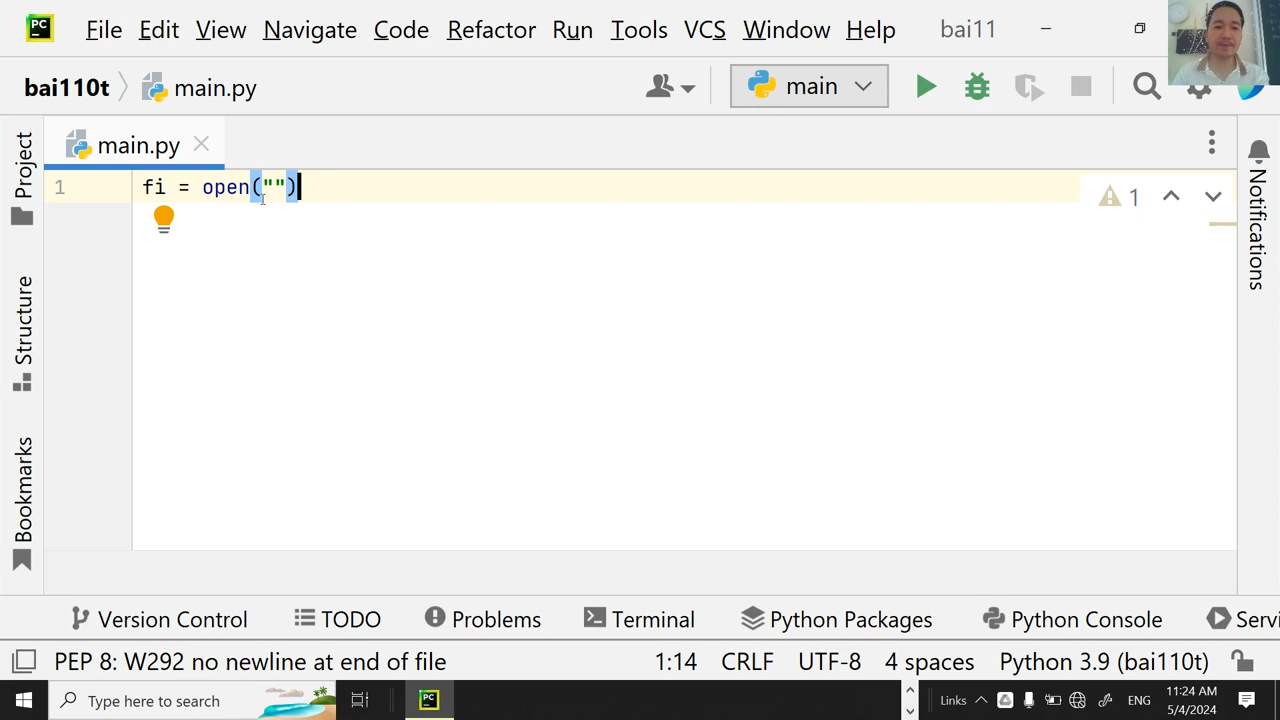 PC File Edit View Navigate Code Refactor Run Tools VCS Window Help bai11
bai110t main.py main
main.py
Project
Structure
Bookmarks
Notifications
1 fi = open("") 1
Version Control TODO Problems Terminal Python Packages Python Console Servi
PEP 8: W292 no newline at end of file 1:14 CRLF UTF-8 4 spaces Python 3.9 (bai110t)
Type here to search PC Links ENG 11:24 AM
5/4/2024